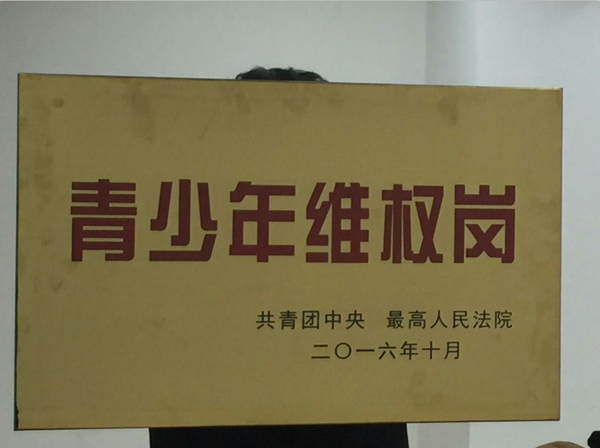 青少年维权岗
共青团中央 最高人民法院
二〇一六年十月